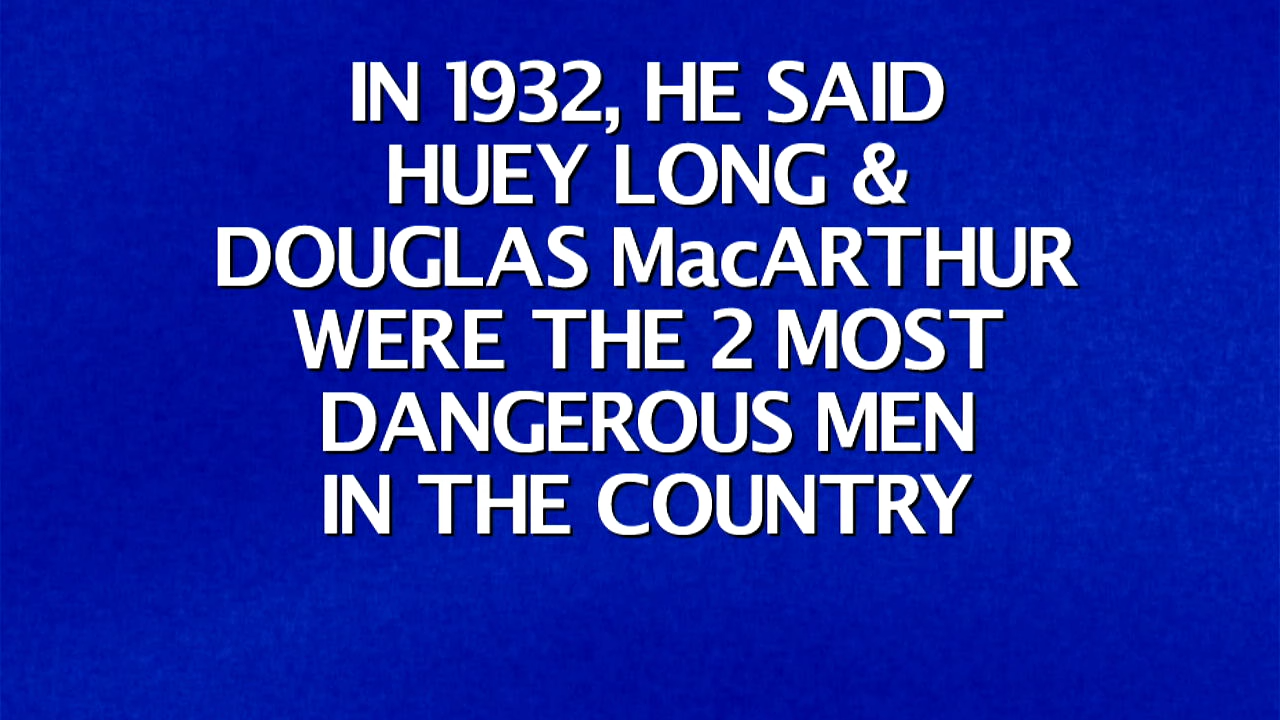 IN 1932, HE SAID
HUEY LONG &
DOUGLAS MacARTHUR
WERE THE 2 MOST
DANGEROUS MEN
IN THE COUNTRY